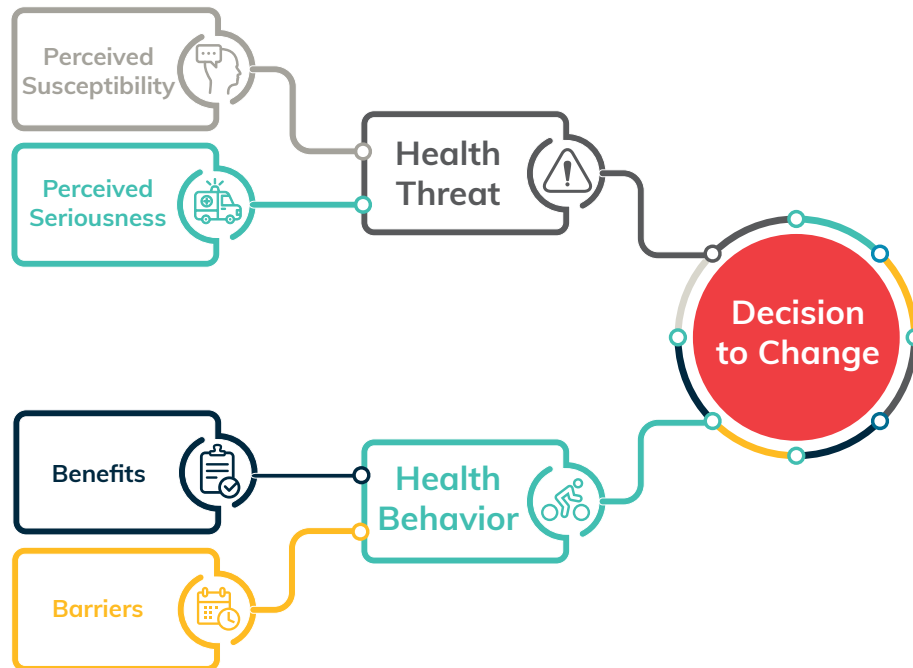 Perceived
Susceptibility
Perceived
Seriousness
Health
Threat
Decision
to Change
Benefits
Health
Behavior
Barriers